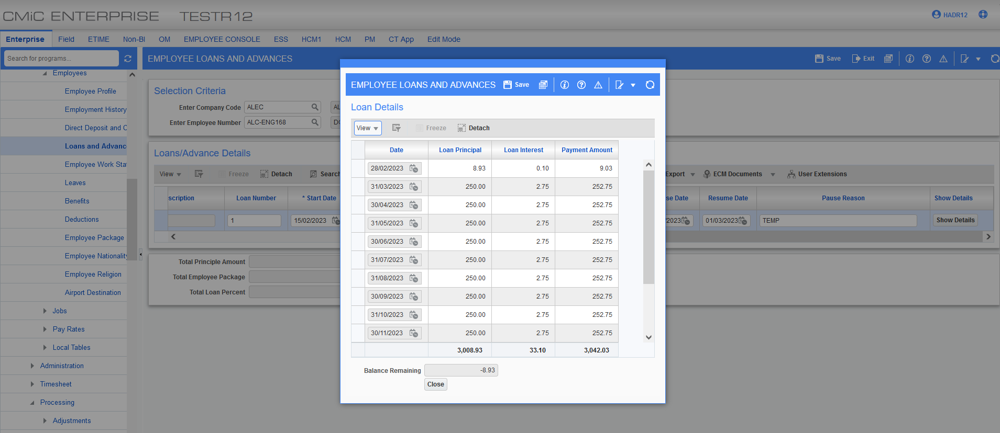 CMiC ENTERPRISE TESTR12 HADR12
Enterprise Field ETIME Non-BI OM EMPLOYEE CONSOLE ESS HCM1 HCM PM CT App Edit Mode
Search for programs...
EMPLOYEE LOANS AND ADVANCES Save Exit
Employees
Employee Profile
Employment History
Direct Deposit and C
Loans and Advanc
Employee Work Sta
Leaves
Benefits
Deductions
Employee Package
Employee Nationality
Employee Religion
Airport Destination
Jobs
Pay Rates
Local Tables
Administration
Timesheet
Processing
Adjustments
Selection Criteria
Enter Company Code ALEC AL
Enter Employee Number ALC-ENG168
Loans/Advance Details
View Freeze Detach Search Export ECM Documents User Extensions
scription Loan Number * Start Date se Date Resume Date Pause Reason Show Details
1 15/02/2023 /2023 01/03/2023 TEMP Show Details
Total Principle Amount
Total Employee Package
Total Loan Percent
EMPLOYEE LOANS AND ADVANCES Save
Loan Details
View Freeze Detach
Date Loan Principal Loan Interest Payment Amount
28/02/2023 8.93 0.10 9.03
31/03/2023 250.00 2.75 252.75
30/04/2023 250.00 2.75 252.75
31/05/2023 250.00 2.75 252.75
30/06/2023 250.00 2.75 252.75
31/07/2023 250.00 2.75 252.75
31/08/2023 250.00 2.75 252.75
30/09/2023 250.00 2.75 252.75
31/10/2023 250.00 2.75 252.75
30/11/2023 250.00 2.75 252.75
3,008.93 33.10 3,042.03
Balance Remaining -8.93
Close